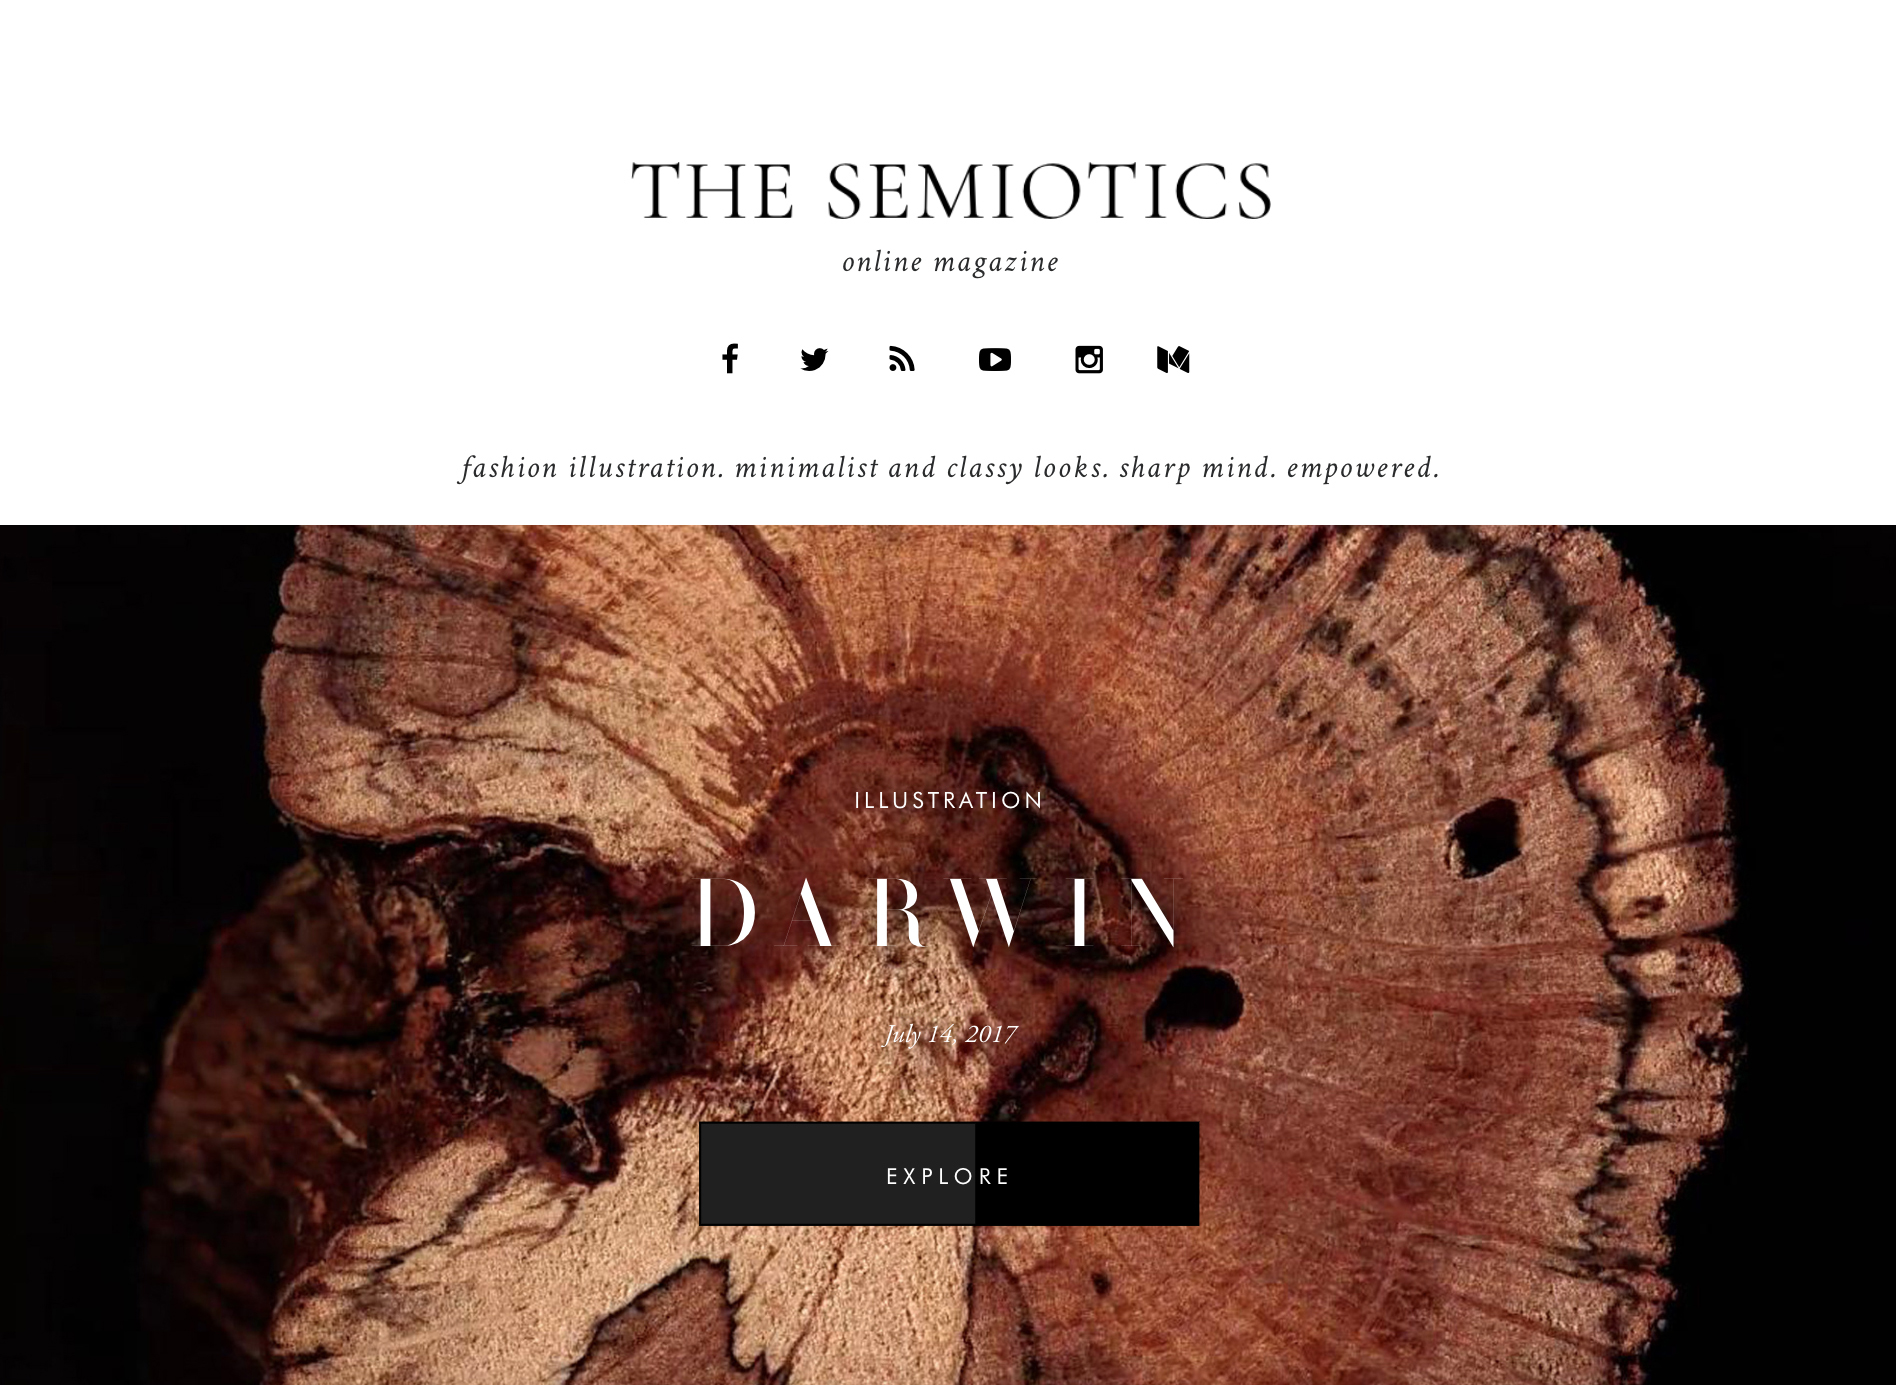 THE SEMIOTICS
online magazine
fashion illustration. minimalist and classy looks. sharp mind. empowered.
ILLUSTRATION
DARWIN
July 14, 2017
EXPLORE